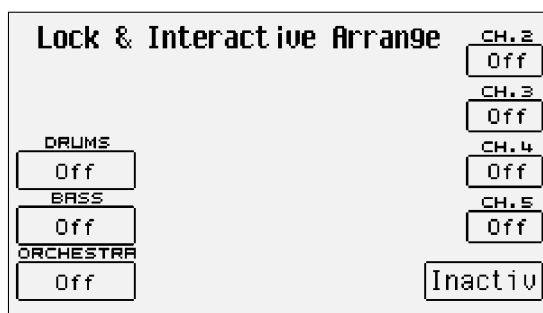 Lock & Interactive Arrange
CH.2
Off
CH.3
Off
DRUMS
Off
CH.4
Off
BASS
Off
CH.5
Off
ORCHESTRA
Off
Inactiv